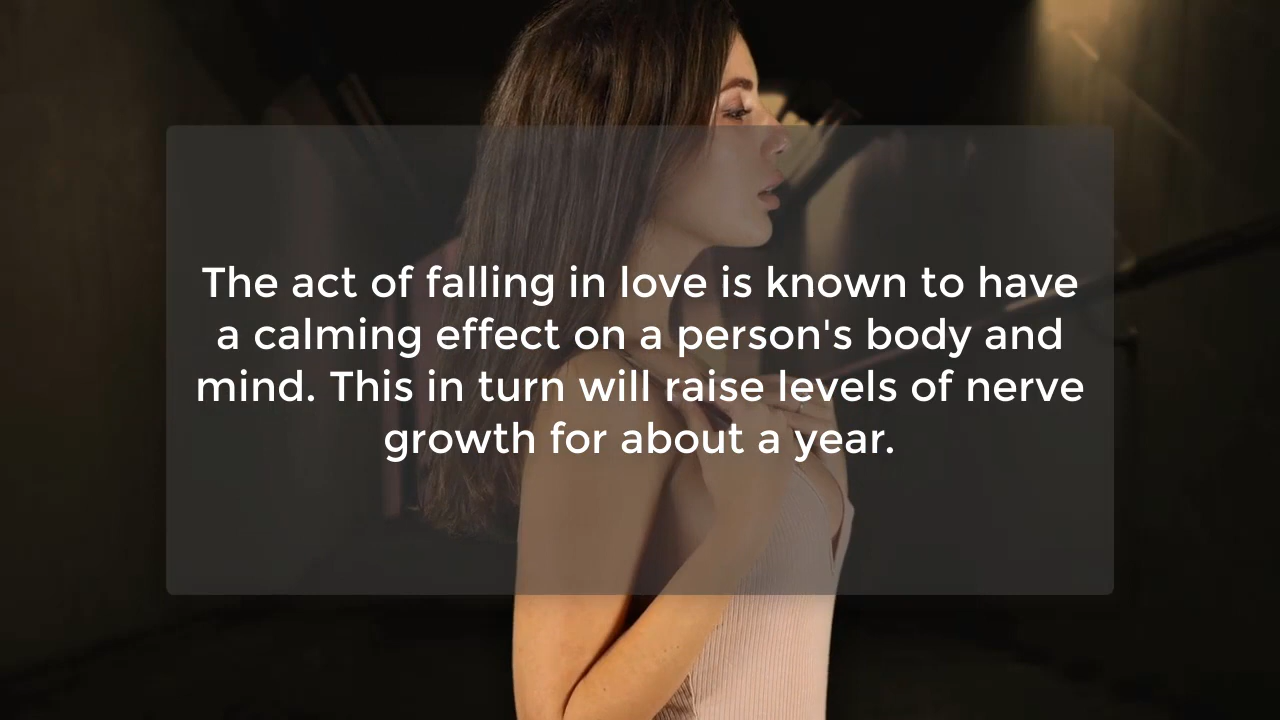 The act of falling in love is known to have
a calming effect on a person's body and
mind. This in turn will raise levels of nerve
growth for about a year.